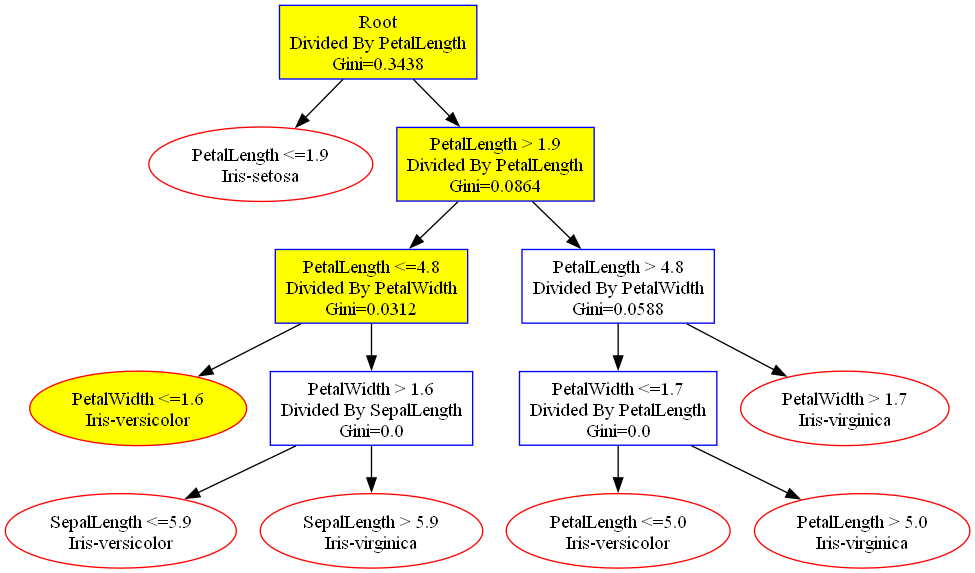 Root
Divided By PetalLength
Gini=0.3438
PetalLength <=1.9
Iris-setosa
PetalLength > 1.9
Divided By PetalLength
Gini=0.0864
PetalLength <=4.8
Divided By PetalWidth
Gini=0.0312
PetalLength > 4.8
Divided By PetalWidth
Gini=0.0588
PetalWidth <=1.6
Iris-versicolor
PetalWidth > 1.6
Divided By SepalLength
Gini=0.0
PetalWidth <=1.7
Divided By PetalLength
Gini=0.0
PetalWidth > 1.7
Iris-virginica
SepalLength <=5.9
Iris-versicolor
SepalLength > 5.9
Iris-virginica
PetalLength <=5.0
Iris-versicolor
PetalLength > 5.0
Iris-virginica